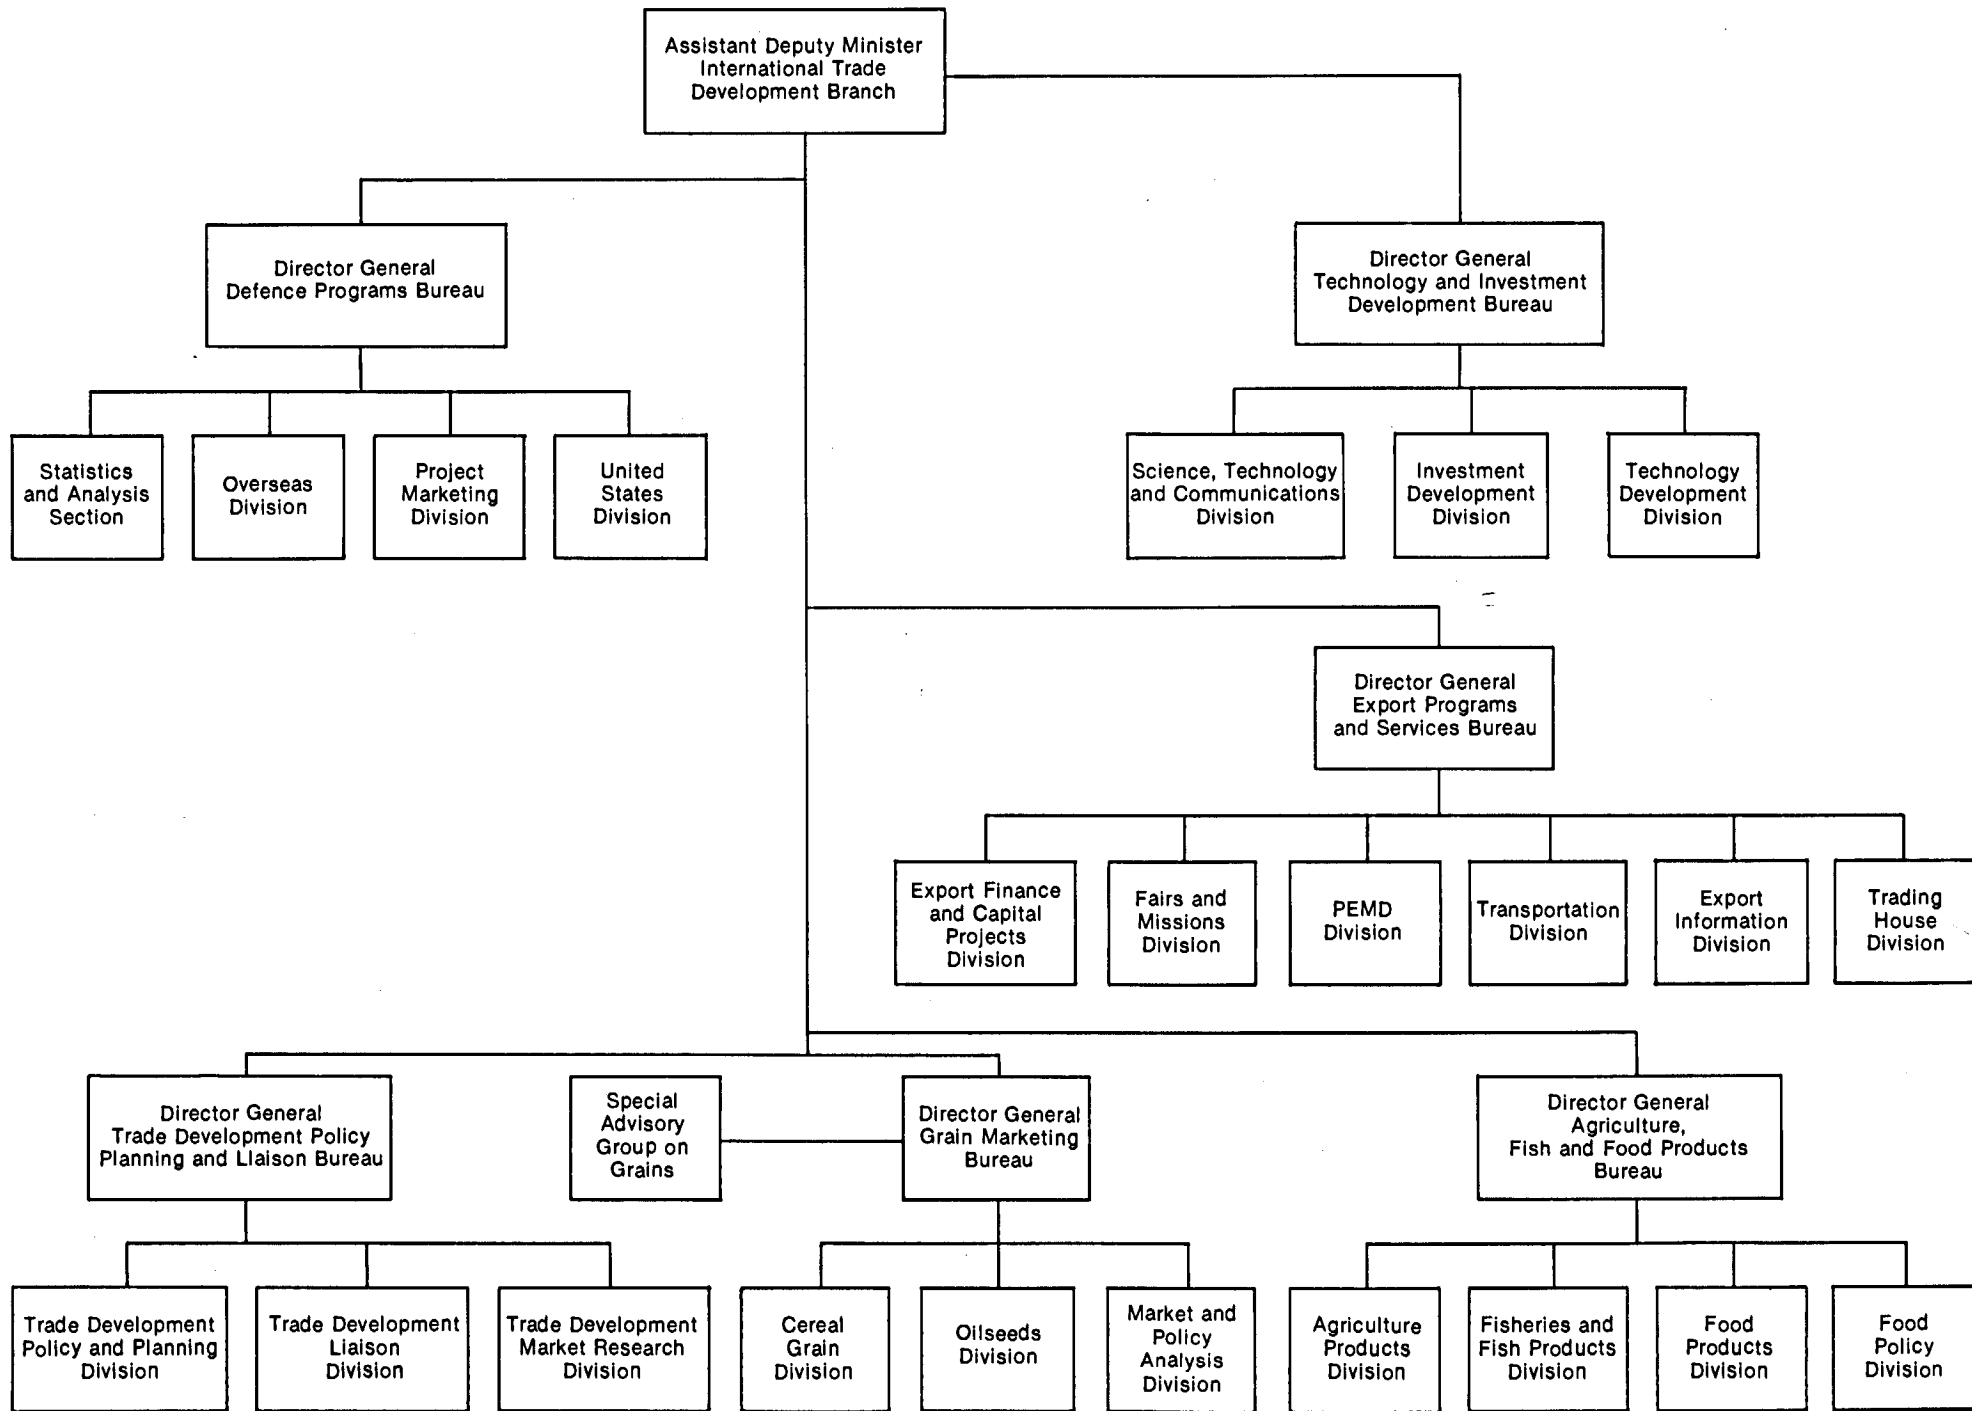 Assistant Deputy Minister
International Trade
Development Branch
Director General
Defence Programs Bureau
Director General
Technology and Investment
Development Bureau
Statistics
and Analysis
Section
Overseas
Division
Project
Marketing
Division
United
States
Division
Science, Technology
and Communications
Division
Investment
Development
Division
Technology
Development
Division
Director General
Export Programs
and Services Bureau
Export Finance
and Capital
Projects
Division
Fairs and
Missions
Division
PEMD
Division
Transportation
Division
Export
Information
Division
Trading
House
Division
Director General
Trade Development Policy
Planning and Liaison Bureau
Special
Advisory
Group on
Grains
Director General
Grain Marketing
Bureau
Director General
Agriculture,
Fish and Food Products
Bureau
Trade Development
Policy and Planning
Division
Trade Development
Liaison
Division
Trade Development
Market Research
Division
Cereal
Grain
Division
Oilseeds
Division
Market and
Policy
Analysis
Division
Agriculture
Products
Division
Fisheries and
Fish Products
Division
Food
Products
Division
Food
Policy
Division